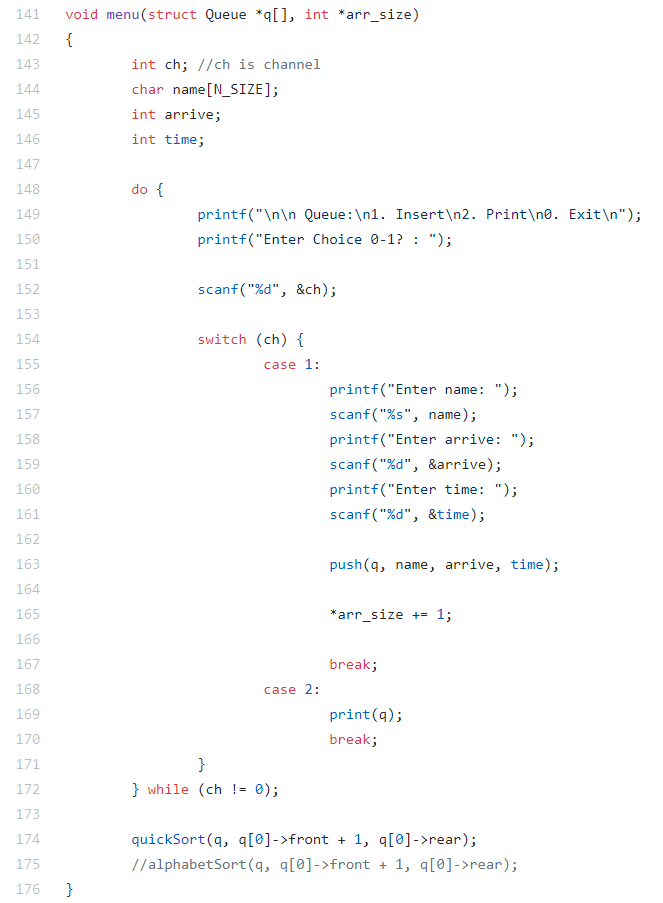 141 void menu(struct Queue *q[], int *arr_size)
142 {
143 int ch; //ch is channel
144 char name[N_SIZE];
145 int arrive;
146 int time;
147
148 do {
149 printf("\n\n Queue:\n1. Insert\n2. Print\n0. Exit\n");
150 printf("Enter Choice 0-1? : ");
151
152 scanf("%d", &ch);
153
154 switch (ch) {
155 case 1:
156 printf("Enter name: ");
157 scanf("%s", name);
158 printf("Enter arrive: ");
159 scanf("%d", &arrive);
160 printf("Enter time: ");
161 scanf("%d", &time);
162
163 push(q, name, arrive, time);
164
165 *arr_size += 1;
166
167 break;
168 case 2:
169 print(q);
170 break;
171 }
172 } while (ch != 0);
173
174 quickSort(q, q[0]->front + 1, q[0]->rear);
175 //alphabetSort(q, q[0]->front + 1, q[0]->rear);
176 }